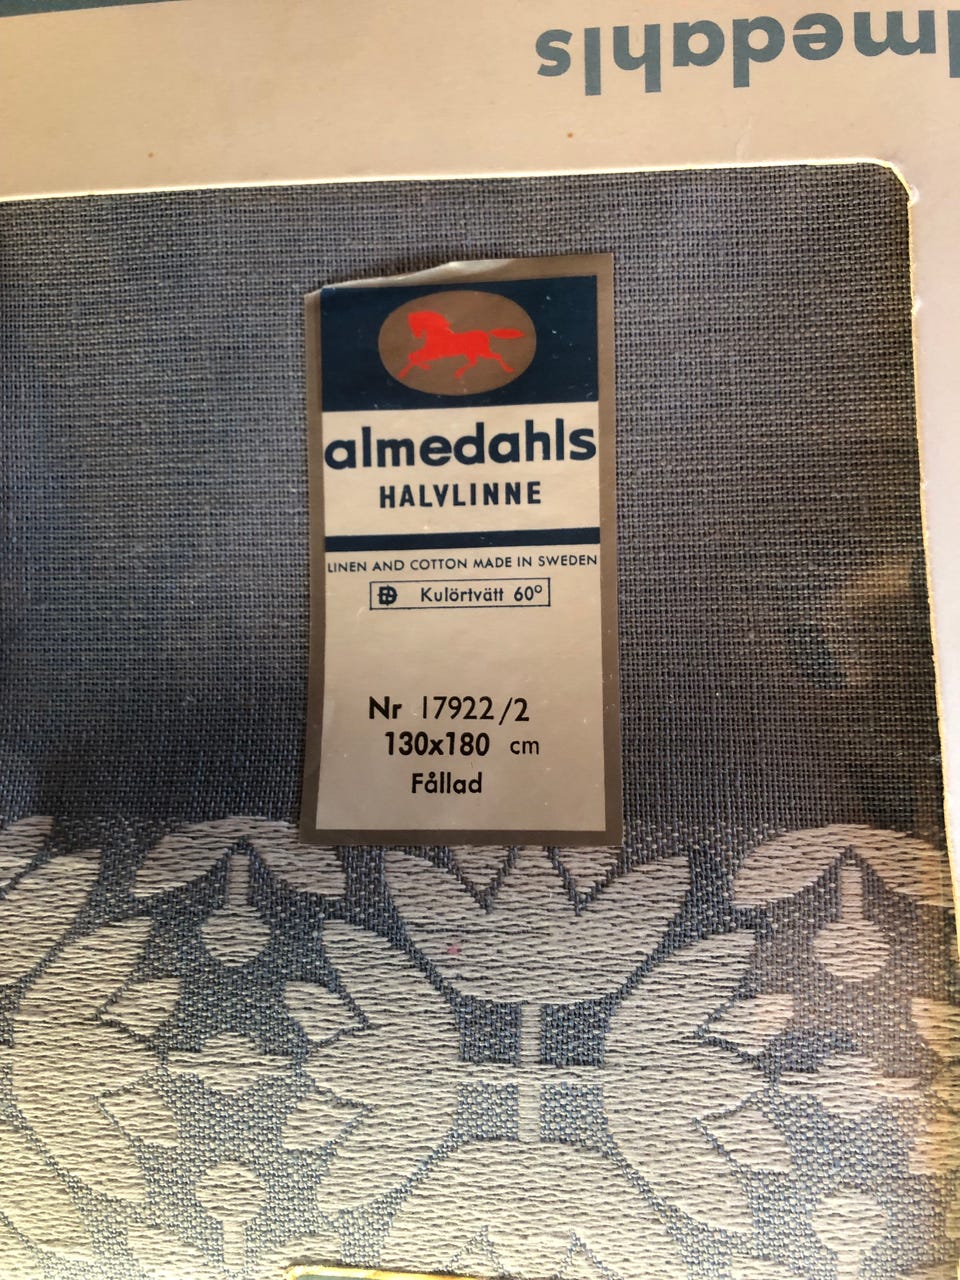 almedahls
almedahls
HALVLINNE
LINEN AND COTTON MADE IN SWEDEN
Kulörtvätt 60°
Nr 17922/2
130x180 cm
Fållad